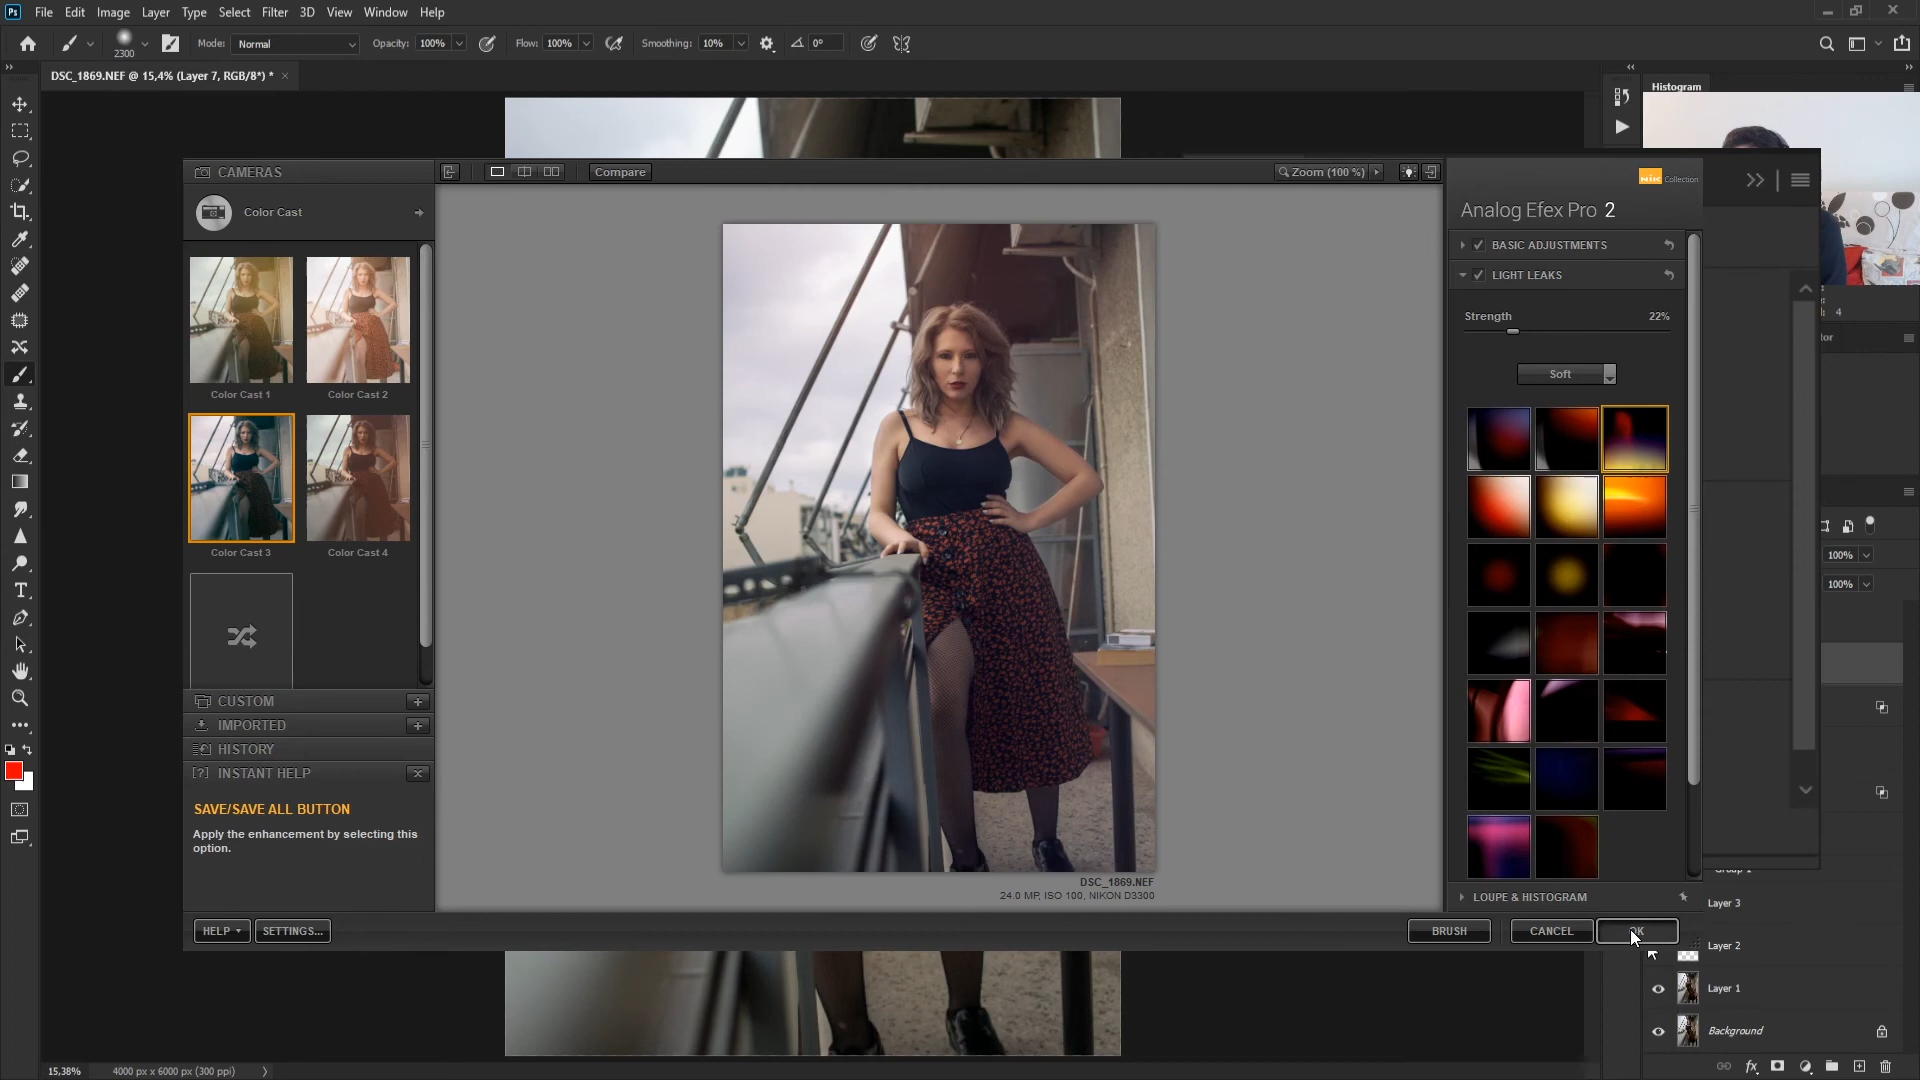 Ps File Edit Image Layer Type Select Filter 3D View Window Help
2300 Mode: Normal Opacity: 100% Flow: 100% Smoothing: 10% 0°
DSC_1869.NEF @ 15,4% (Layer 7, RGB/8*) * ×
Histogram
CAMERAS
Compare
Zoom (100 %)
Nik Collection
Color Cast
Analog Efex Pro 2
BASIC ADJUSTMENTS
LIGHT LEAKS
Strength 22%
4
Soft
Color Cast 1
Color Cast 2
Color Cast 3
Color Cast 4
100%
100%
CUSTOM
IMPORTED
HISTORY
[?] INSTANT HELP
SAVE/SAVE ALL BUTTON
Apply the enhancement by selecting this
option.
DSC_1869.NEF
24.0 MP, ISO 100, NIKON D3300
LOUPE & HISTOGRAM
HELP
SETTINGS...
BRUSH
CANCEL
OK
Layer 3
Layer 2
Layer 1
Background
15,38% 4000 px x 6000 px (300 ppi)